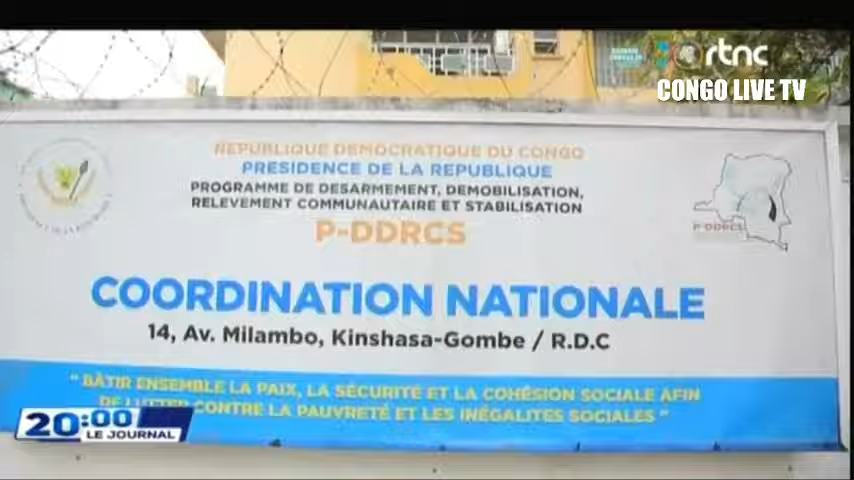 rtnc
CONGO LIVE TV
REPUBLIQUE DEMOCRATIQUE DU CONGO
PRESIDENCE DE LA REPUBLIQUE
PROGRAMME DE DESARMEMENT, DEMOBILISATION,
RELEVEMENT COMMUNAUTAIRE ET STABILISATION
P-DDRCS
P-DDRCS
COORDINATION NATIONALE
14, Av. Milambo, Kinshasa-Gombe / R.D.C
" BÂTIR ENSEMBLE LA PAIX, LA SÉCURITÉ ET LA COHÉSION SOCIALE AFIN
DE LUTTER CONTRE LA PAUVRETÉ ET LES INÉGALITES SOCIALES "
20:00
LE JOURNAL